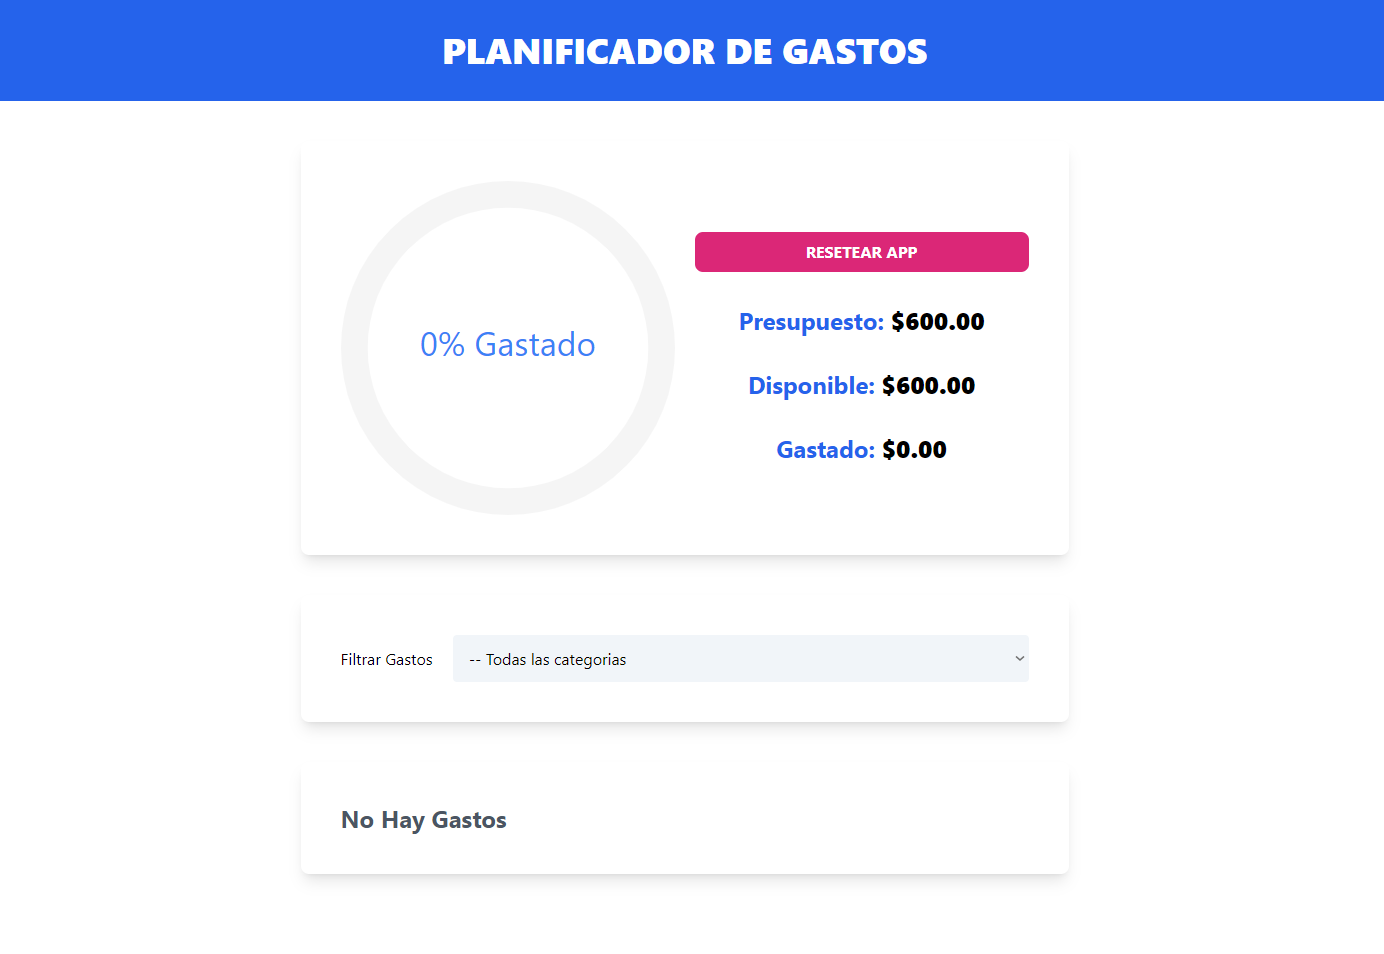 PLANIFICADOR DE GASTOS
0% Gastado
RESETEAR APP
Presupuesto: $600.00
Disponible: $600.00
Gastado: $0.00
Filtrar Gastos
-- Todas las categorias
No Hay Gastos